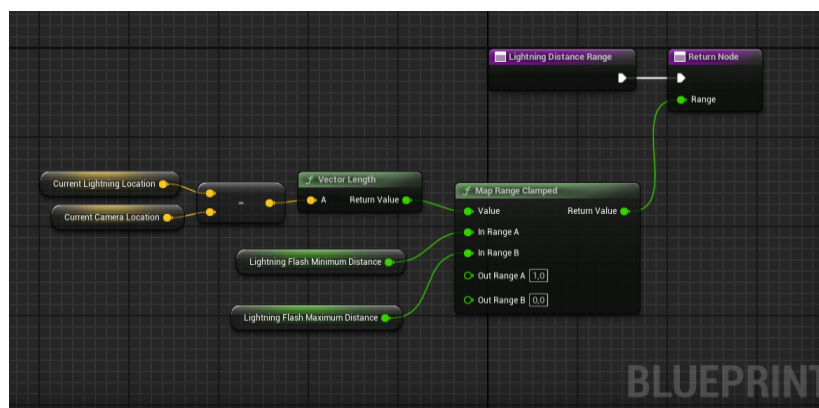 Lightning Distance Range
Return Node
Range
Current Lightning Location
Current Camera Location
-
f Vector Length
A Return Value
f Map Range Clamped
Value Return Value
In Range A
In Range B
Out Range A 1,0
Out Range B 0,0
Lightning Flash Minimum Distance
Lightning Flash Maximum Distance
BLUEPRINT